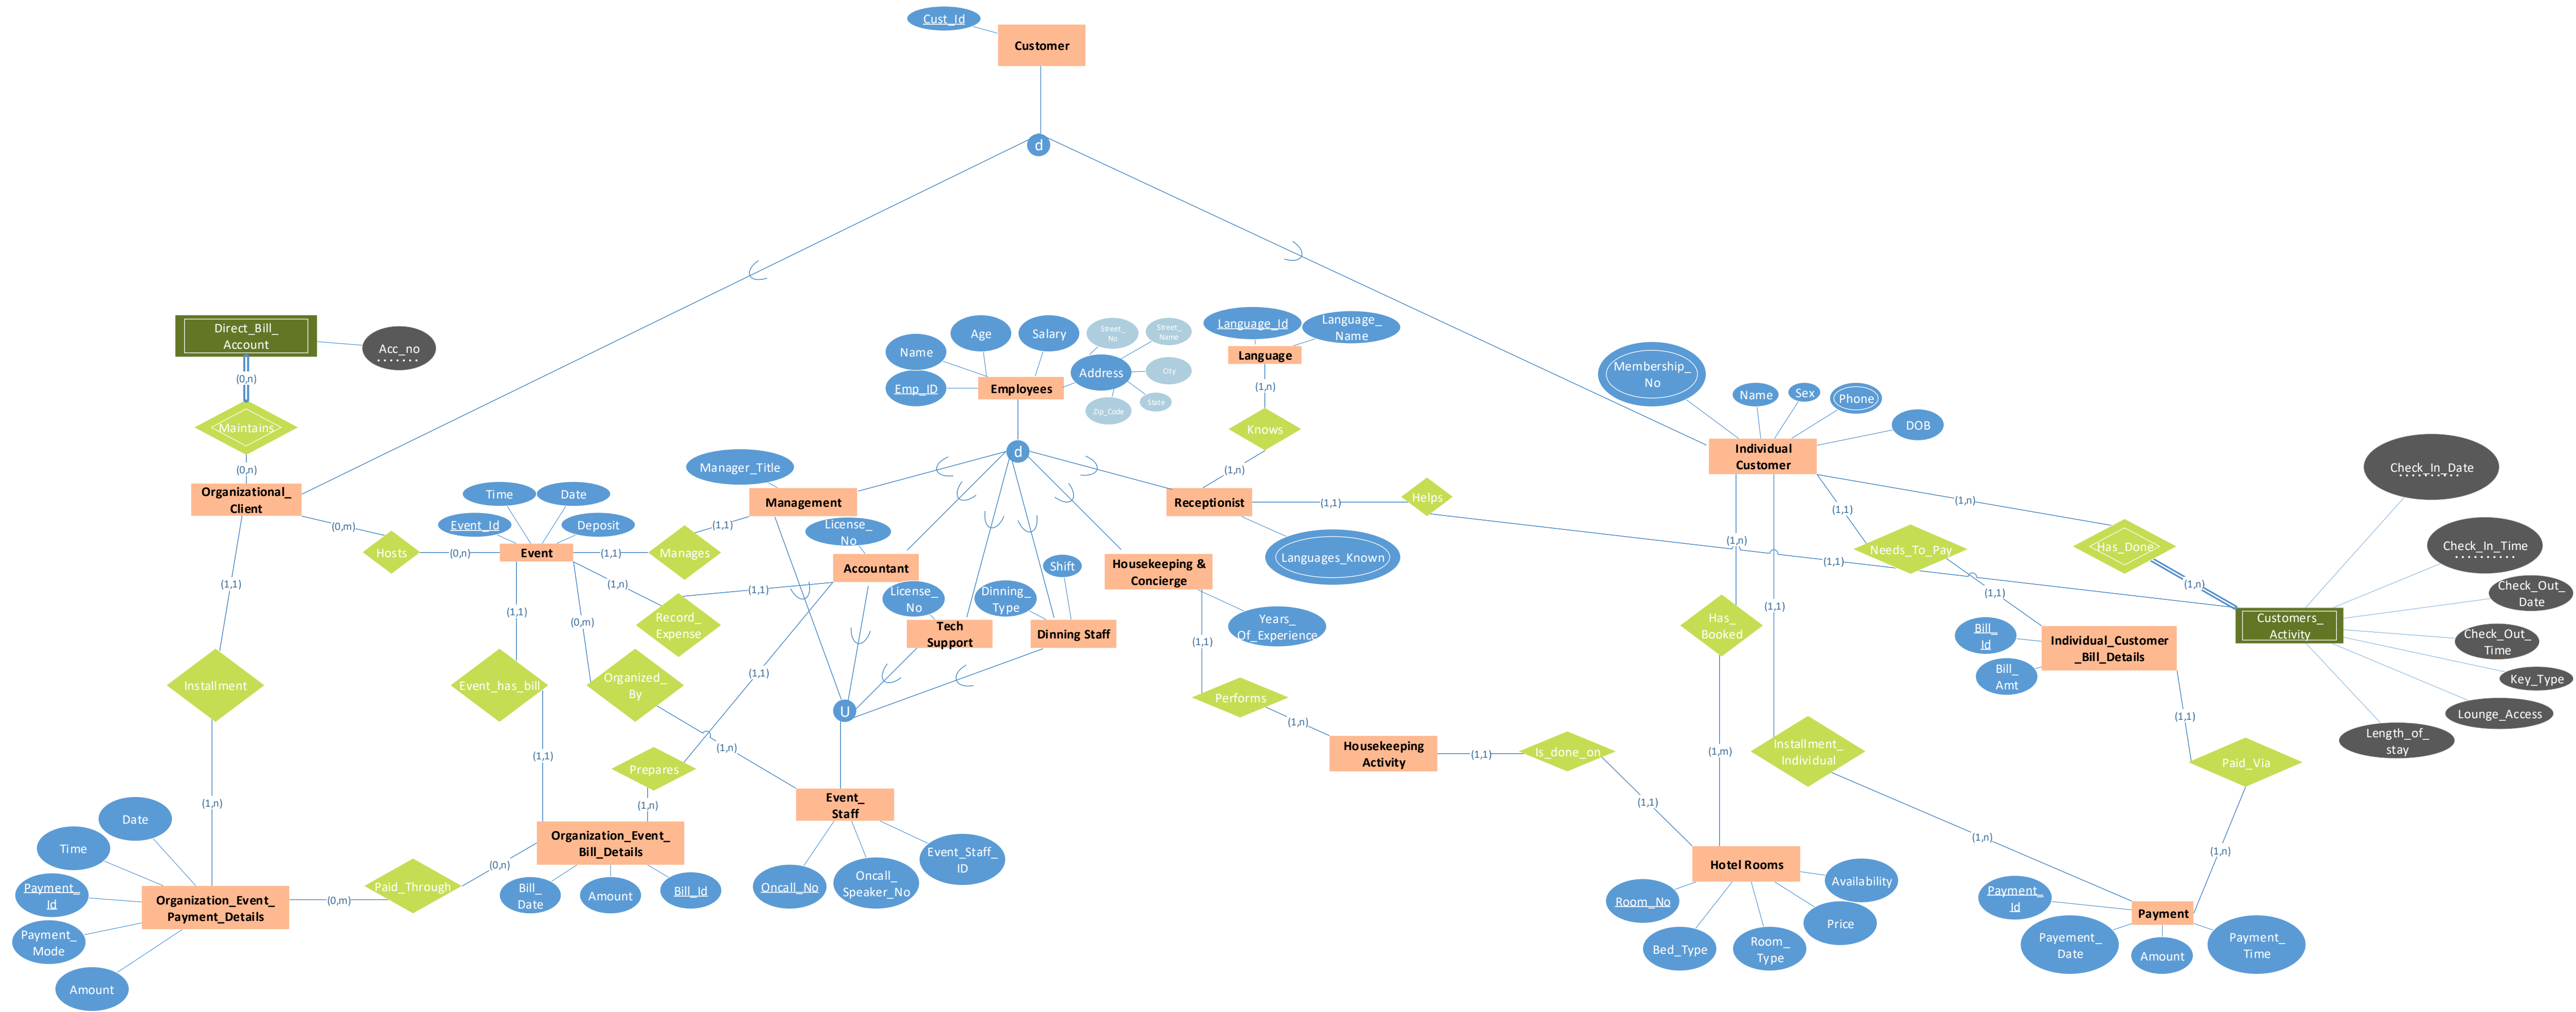 Cust_Id
Customer
d
Direct_Bill_
Account
Acc_no
(0,n)
Maintains
(0,n)
Organizational_
Client
(0,m)
Hosts
(0,n)
(1,1)
Installment
(1,n)
Time
Date
Event_Id
Deposit
Event
(1,1)
Manages
(1,1)
Manager_Title
Management
Name
Age
Salary
Emp_ID
Employees
Address
Street_
No
Street_
Name
City
State
Zip_Code
d
Language_Id
Language_
Name
Language
(1,n)
Knows
(1,n)
Receptionist
(1,1)
Helps
(1,1)
Languages_Known
License_
No
Accountant
(1,1)
(1,n)
Record_
Expense
(0,m)
Organized_
By
(1,n)
(1,1)
Event_has_bill
(1,1)
(1,1)
Prepares
(1,n)
License_
No
Tech
Support
Dinning_
Type
Shift
Dinning Staff
Housekeeping &
Concierge
Years_
Of_Experience
(1,1)
Performs
(1,n)
Housekeeping
Activity
(1,1)
Is_done_on
(1,1)
U
Event_
Staff
Oncall_No
Oncall_
Speaker_No
Event_Staff_
ID
Organization_Event_
Bill_Details
Bill_
Date
Amount
Bill_Id
(0,n)
Paid_Through
(0,m)
Organization_Event_
Payment_Details
Date
Time
Payment_
Id
Payment_
Mode
Amount
Membership_
No
Name
Sex
Phone
DOB
Individual
Customer
(1,n)
Has_Done
(1,n)
(1,1)
Needs_To_Pay
(1,1)
(1,n)
Has_
Booked
(1,m)
(1,1)
Installment_
Individual
(1,n)
Hotel Rooms
Room_No
Bed_Type
Room_
Type
Price
Availability
Bill_
Id
Bill_
Amt
Individual_Customer
_Bill_Details
(1,1)
Paid_Via
(1,n)
Payment
Payment_
Id
Payement_
Date
Amount
Payment_
Time
Customers_
Activity
Check_In_Date
Check_In_Time
Check_Out_
Date
Check_Out_
Time
Key_Type
Lounge_Access
Length_of_
stay